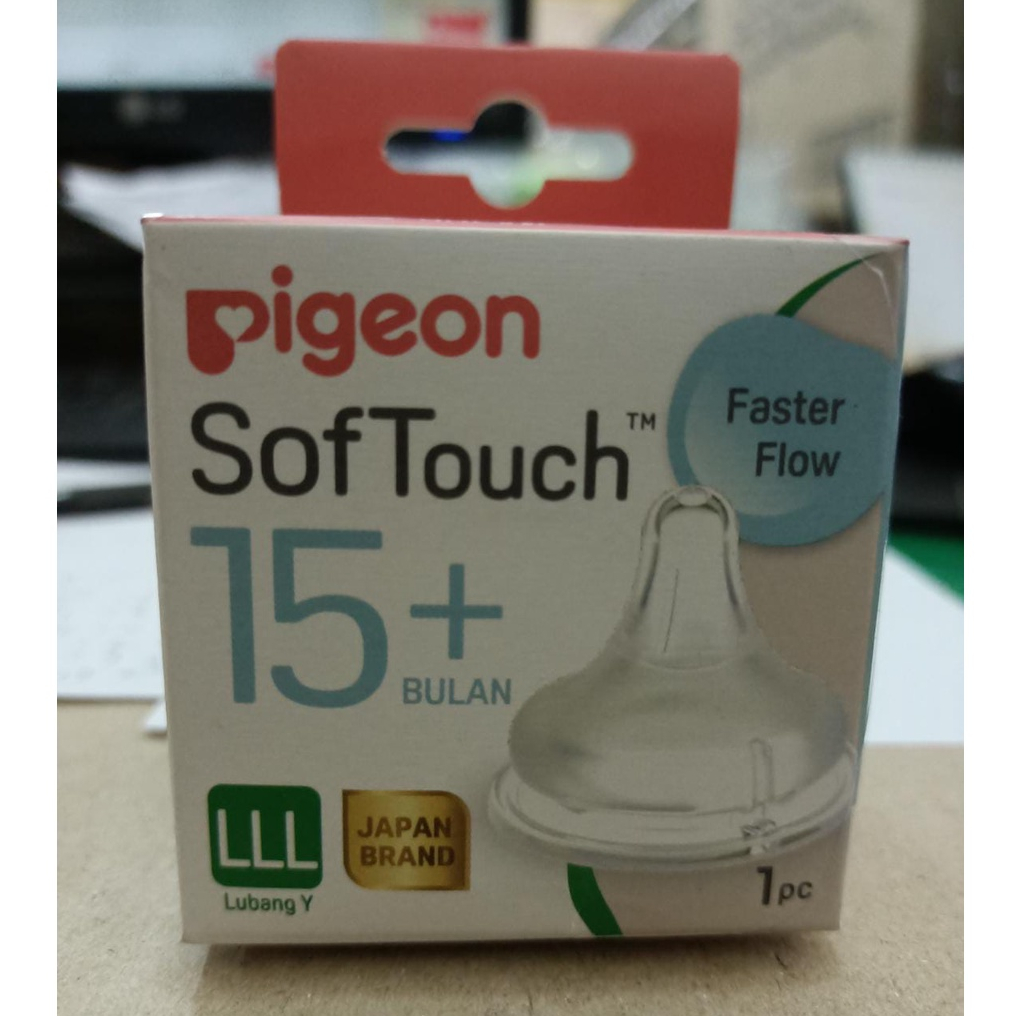 pigeon
SofTouch™
15+
BULAN
Faster
Flow
LLL
Lubang Y
JAPAN
BRAND
1pc